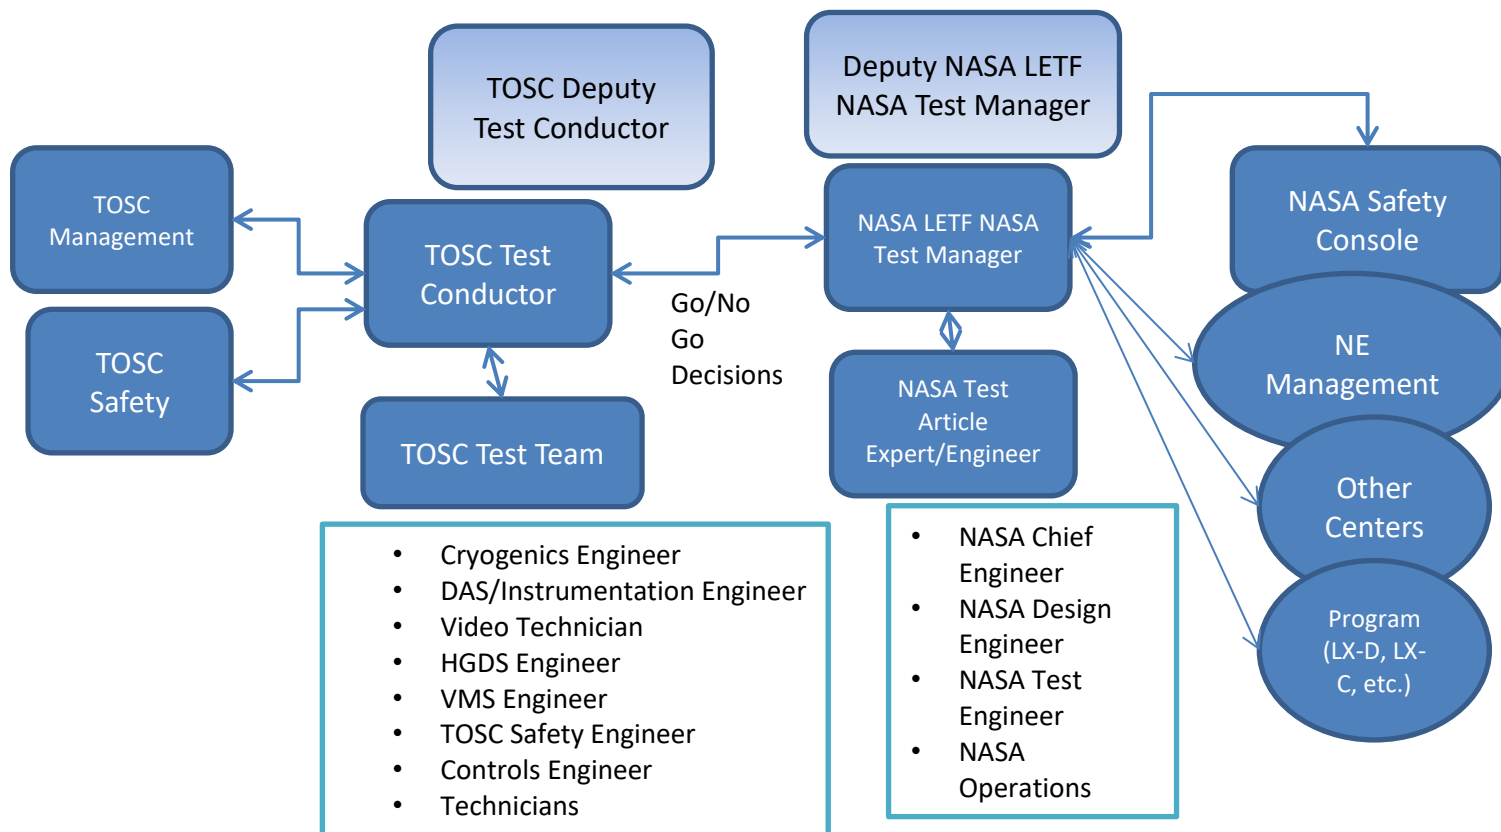 TOSC Deputy
Test Conductor
Deputy NASA LETF
NASA Test Manager
TOSC
Management
TOSC Test
Conductor
NASA LETF NASA
Test Manager
NASA Safety
Console
Go/No
Go
Decisions
TOSC
Safety
NE
Management
TOSC Test Team
NASA Test
Article
Expert/Engineer
Other
Centers
Program
(LX-D, LX-
C, etc.)
• Cryogenics Engineer
• DAS/Instrumentation Engineer
• Video Technician
• HGDS Engineer
• VMS Engineer
• TOSC Safety Engineer
• Controls Engineer
• Technicians
• NASA Chief
Engineer
• NASA Design
Engineer
• NASA Test
Engineer
• NASA
Operations